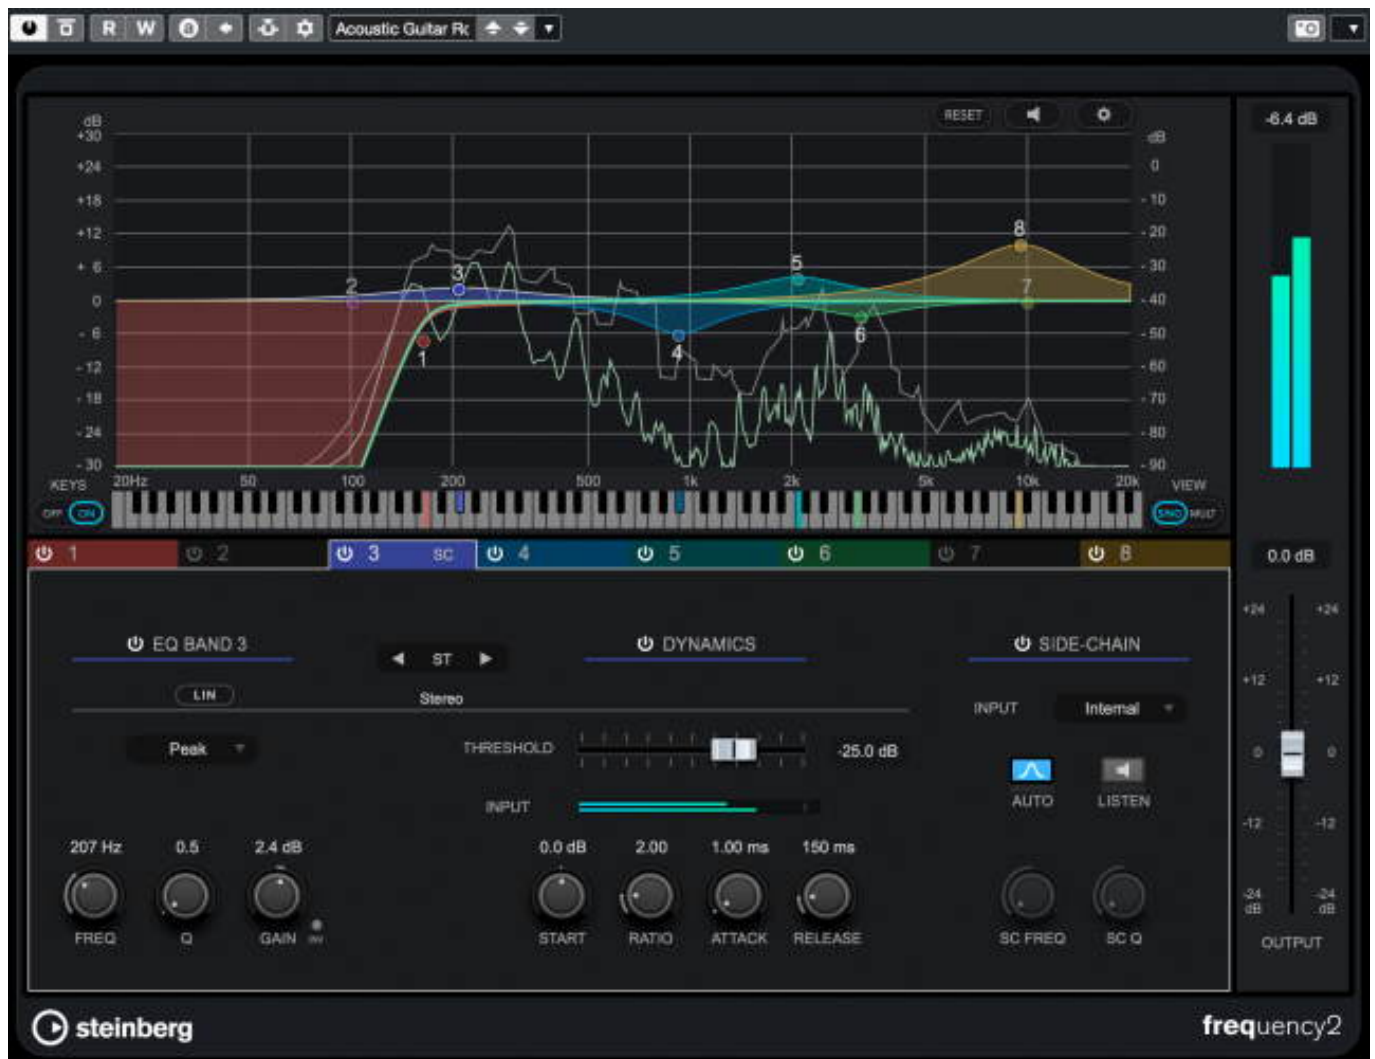 R W Acoustic Guitar Rc
RESET
-6.4 dB
dB
+30
+24
+18
+12
+ 6
0
- 6
- 12
- 18
- 24
- 30
dB
0
- 10
- 20
- 30
- 40
- 50
- 60
- 70
- 80
- 90
1
2
3
4
5
6
7
8
20Hz 50 100 200 500 1k 2k 5k 10k 20k
KEYS
OFF ON
VIEW
SING MULT
1 2 3 SC 4 5 6 7 8
0.0 dB
EQ BAND 3
ST
DYNAMICS
SIDE-CHAIN
LIN
Stereo
INPUT Internal
Peak
THRESHOLD -25.0 dB
AUTO LISTEN
INPUT
207 Hz 0.5 2.4 dB 0.0 dB 2.00 1.00 ms 150 ms
FREQ Q GAIN INV START RATIO ATTACK RELEASE SC FREQ SC Q
+24 +24
+12 +12
0 0
-12 -12
-24 -24
dB dB
OUTPUT
steinberg
frequency2